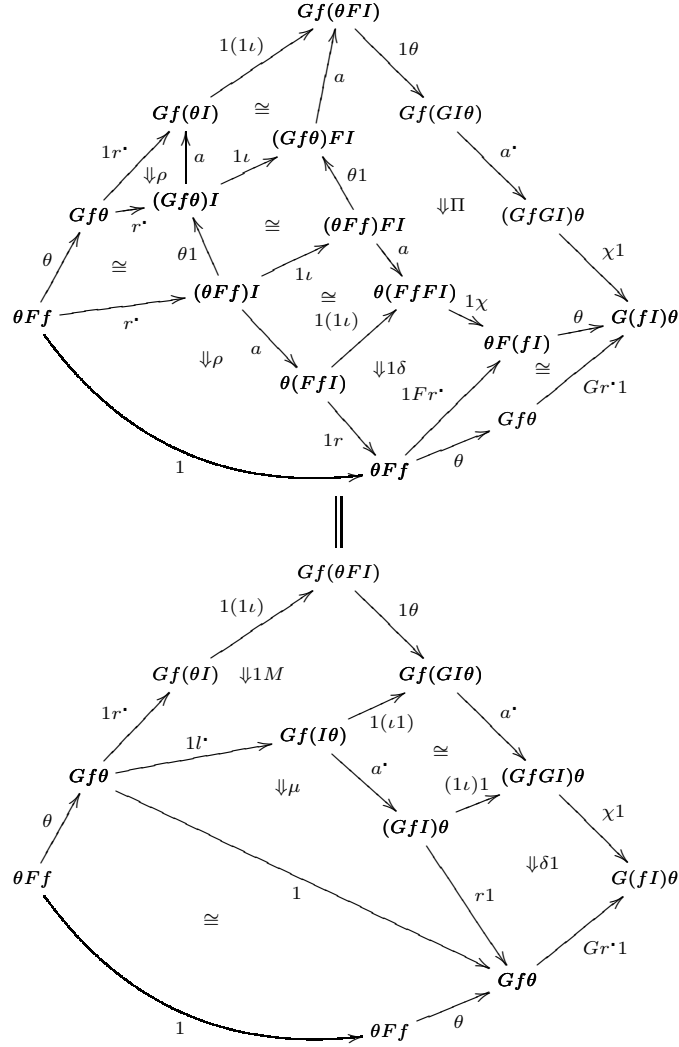 Gf(θFI)
1(1ι) 1θ
a
Gf(θI) ≅ Gf(GIθ)
(Gfθ)FI
1r• a 1ι a•
⇓ρ
(Gfθ)I θ1 ⇓Π
Gfθ r• (θFf)FI (GfGI)θ
≅
θ θ1 a χ1
≅ 1ι
(θFf)I ≅ θ(FfFI)
1χ
θFf r• 1(1ι) θ G(fI)θ
θF(fI)
⇓ρ a ⇓1δ ≅
θ(FfI) 1Fr• Gr•1
Gfθ
1r
θ
1 θFf
Gf(θFI)
1(1ι) 1θ
Gf(θI) ⇓1M Gf(GIθ)
1r• 1(ι1) a•
1l• Gf(Iθ)
≅
Gfθ a• (GfGI)θ
⇓μ (1ι)1
θ (GfI)θ χ1
⇓δ1
θFf G(fI)θ
1 r1
≅
Gr•1
Gfθ
θ
1 θFf